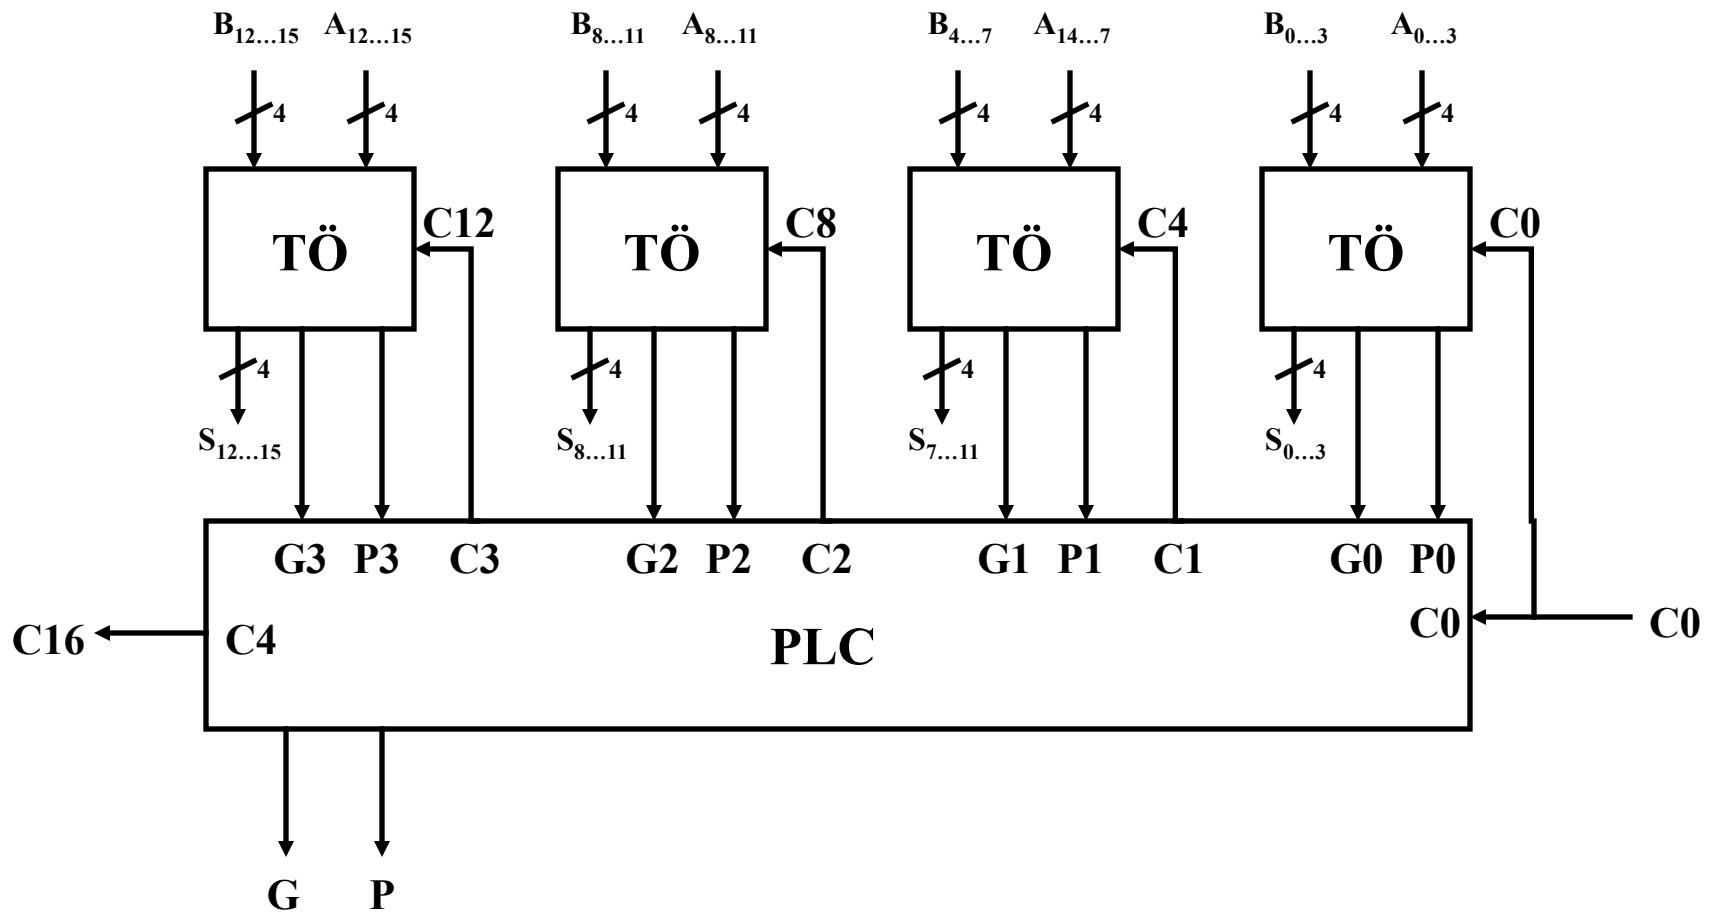 B12...15 A12...15 B8...11 A8...11 B4...7 A14...7 B0...3 A0...3
4 4 4 4 4 4 4 4
C12 C8 C4 C0
TÖ TÖ TÖ TÖ
4 4 4 4
S12...15 S8...11 S7...11 S0...3
G3 P3 C3 G2 P2 C2 G1 P1 C1 G0 P0
C16 C4 PLC C0 C0
G P